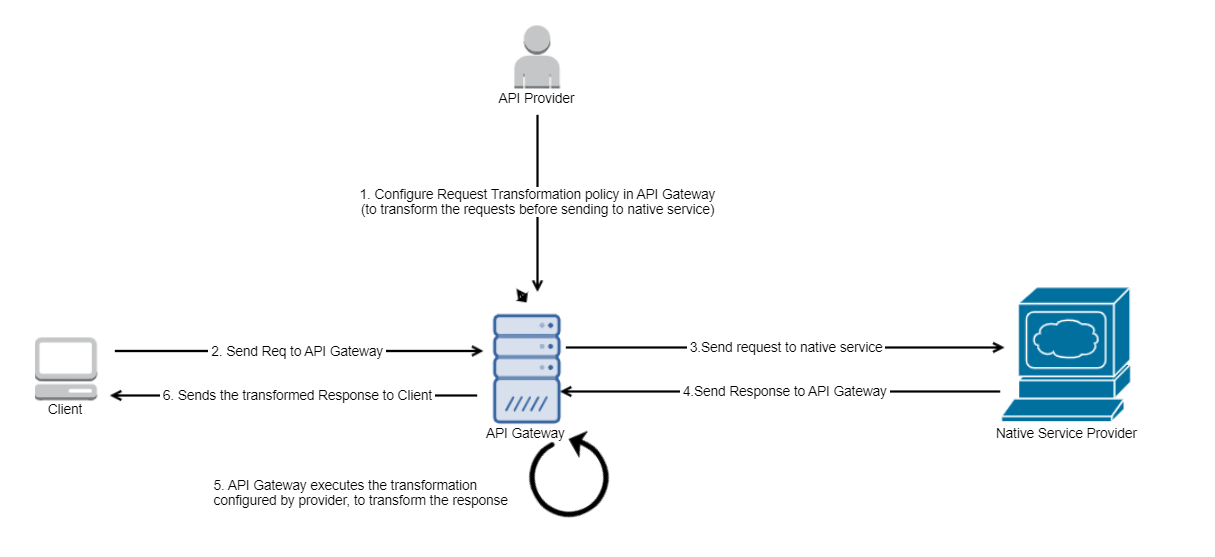 API Provider
1. Configure Request Transformation policy in API Gateway
(to transform the requests before sending to native service)
2. Send Req to API Gateway
3.Send request to native service
6. Sends the transformed Response to Client
4.Send Response to API Gateway
Client
API Gateway
Native Service Provider
5. API Gateway executes the transformation
configured by provider, to transform the response